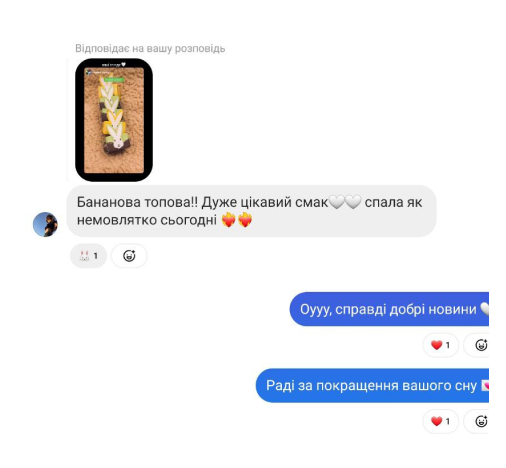 Відповідає на вашу розповідь
Бананова топова!! Дуже цікавий смак🤍🤍 спала як
немовлятко сьогодні ❤️‍🔥❤️‍🔥
1
Оууу, справді добрі новини 🤍
1
Раді за покращення вашого сну 💌
1